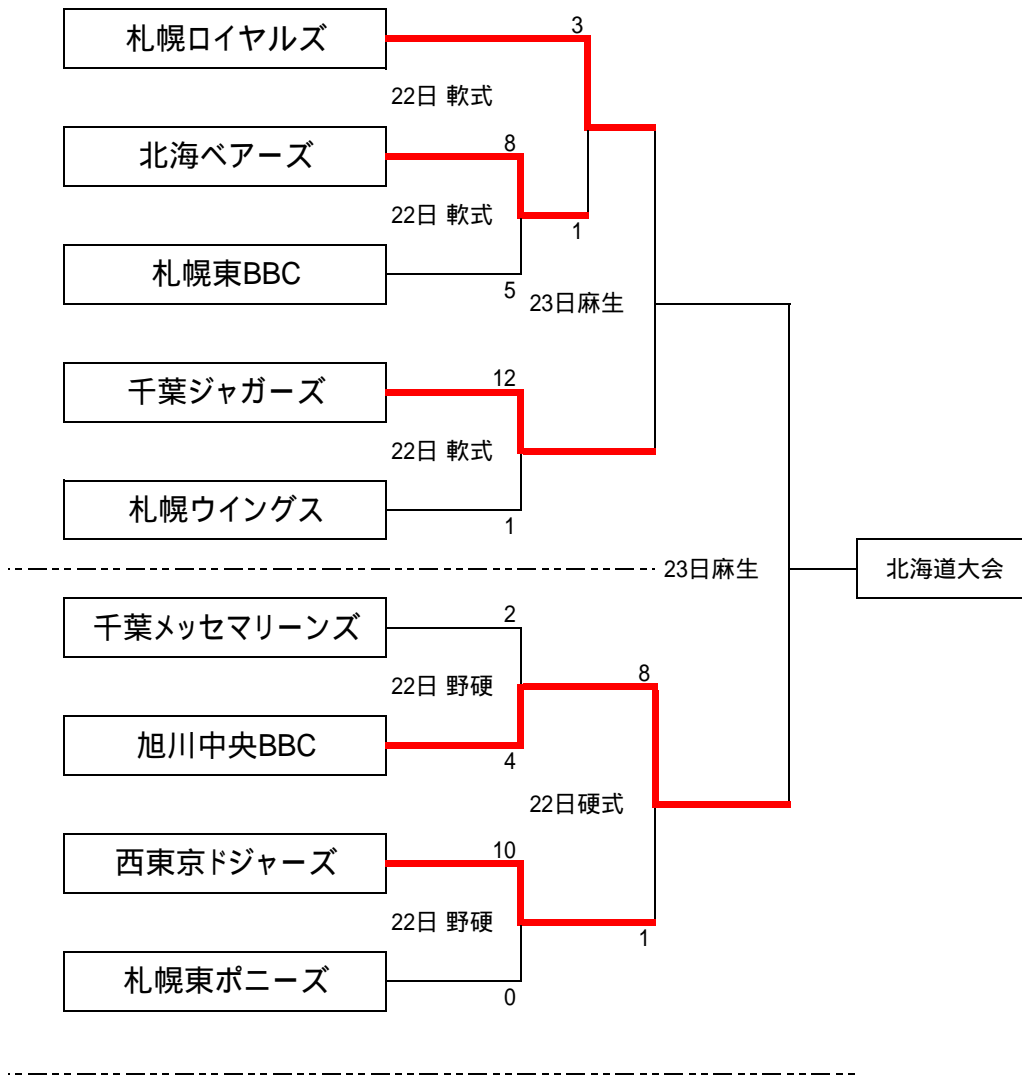 札幌ロイヤルズ
3
22日 軟式
北海ベアーズ
8
22日 軟式
1
札幌東BBC
5
23日麻生
千葉ジャガーズ
12
22日 軟式
札幌ウイングス
1
23日麻生
北海道大会
千葉メッセマリーンズ
2
22日 野硬
8
旭川中央BBC
4
22日硬式
西東京ドジャーズ
10
22日 野硬
1
札幌東ポニーズ
0